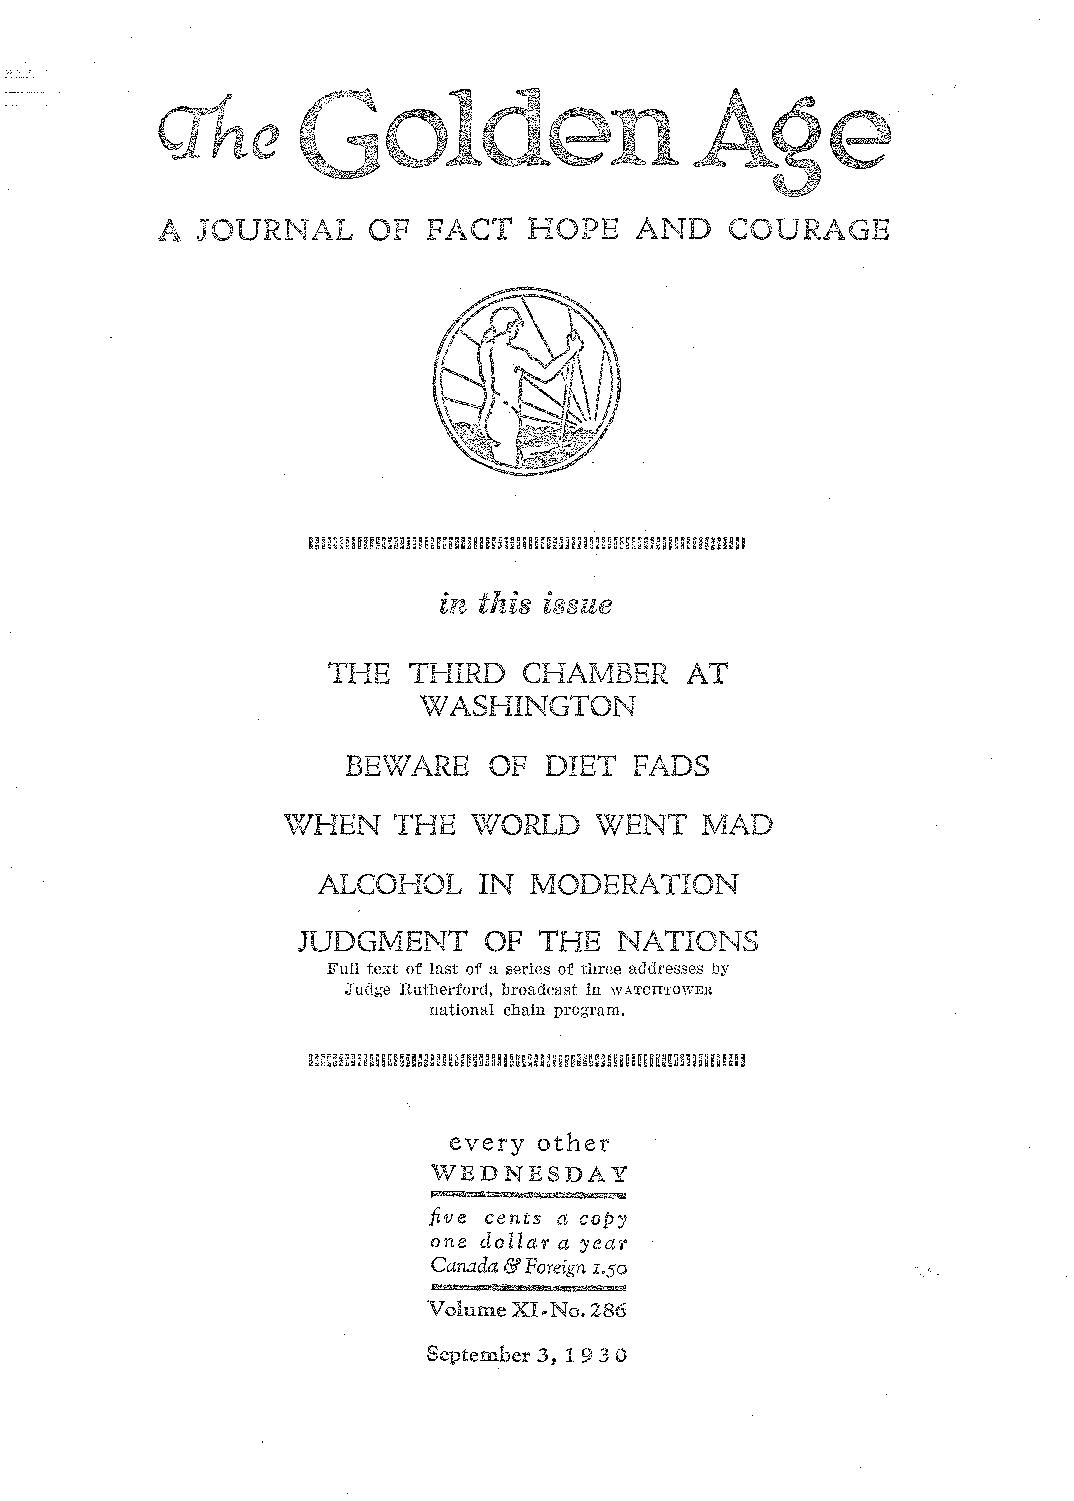 The Golden Age
A JOURNAL OF FACT HOPE AND COURAGE
in this issue
THE THIRD CHAMBER AT
WASHINGTON
BEWARE OF DIET FADS
WHEN THE WORLD WENT MAD
ALCOHOL IN MODERATION
JUDGMENT OF THE NATIONS
Full text of last of a series of three addresses by
Judge Rutherford, broadcast in WATCHTOWER
national chain program.
every other
WEDNESDAY
five cents a copy
one dollar a year
Canada & Foreign 1.50
Volume XI-No. 286
September 3, 1930